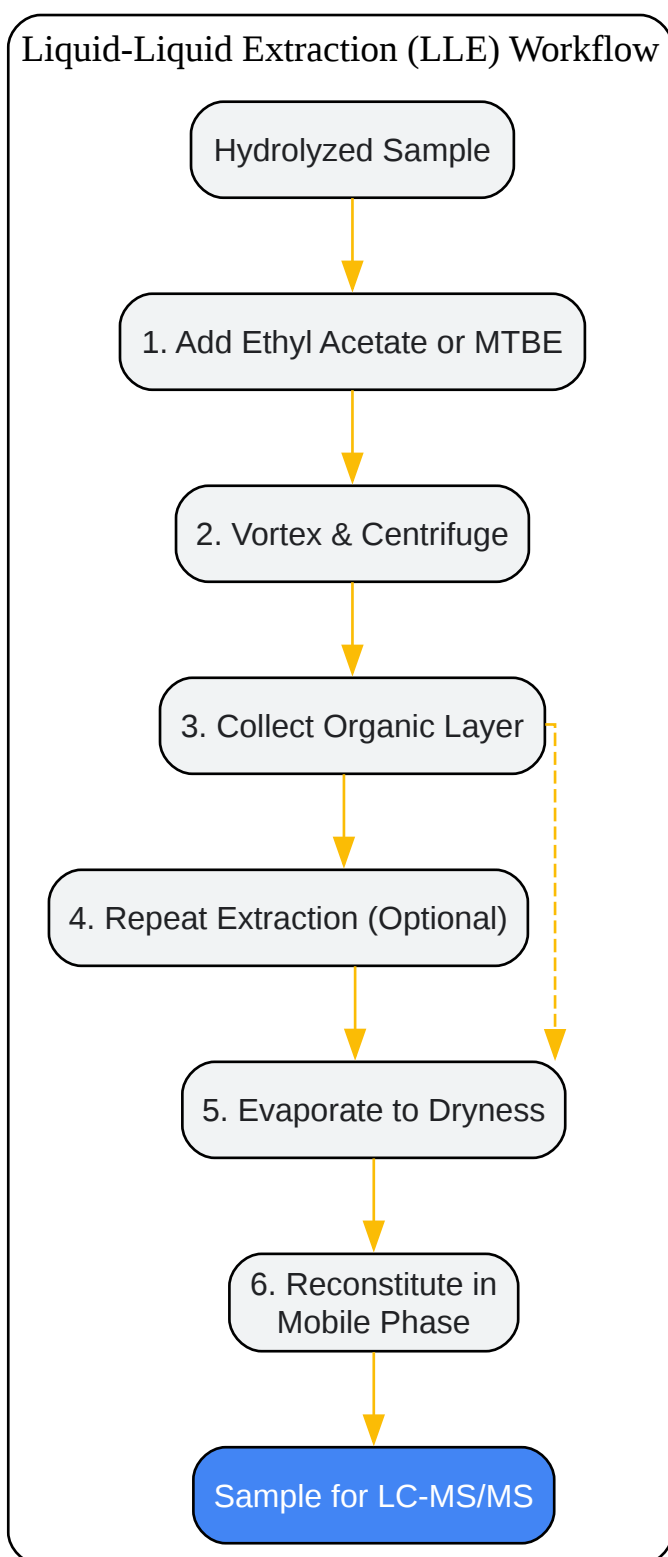 Liquid-Liquid Extraction (LLE) Workflow
Hydrolyzed Sample
1. Add Ethyl Acetate or MTBE
2. Vortex & Centrifuge
3. Collect Organic Layer
4. Repeat Extraction (Optional)
5. Evaporate to Dryness
6. Reconstitute in
Mobile Phase
Sample for LC-MS/MS